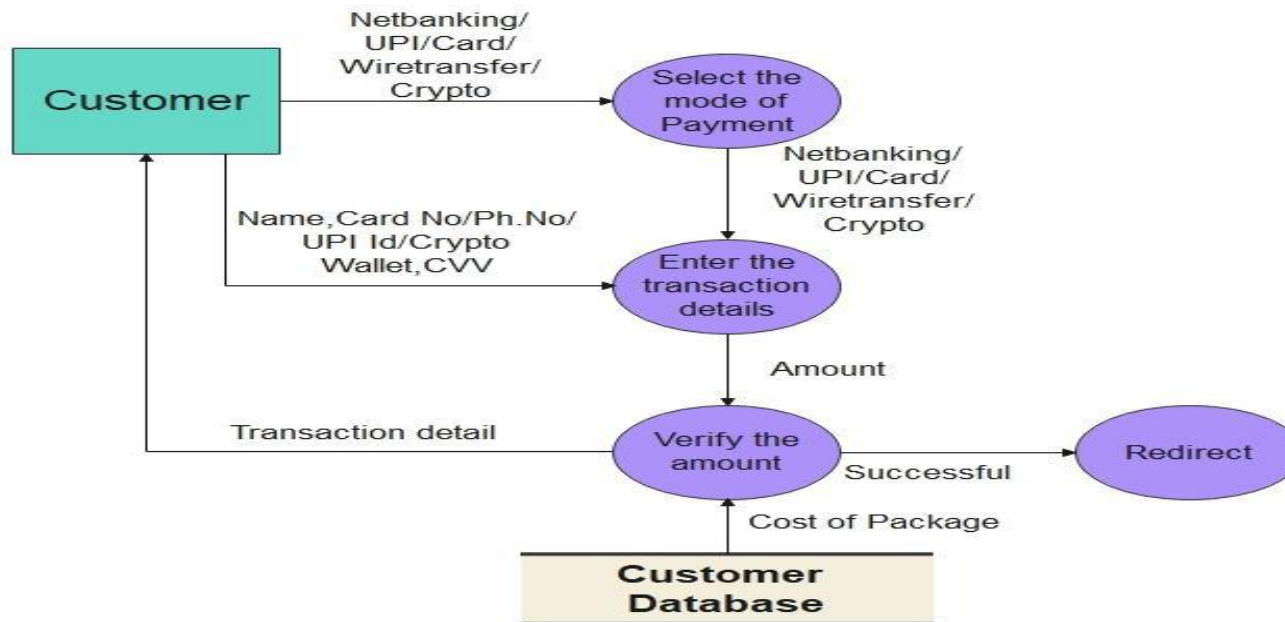 Netbanking/
UPI/Card/
Wiretransfer/
Crypto
Customer
Select the
mode of
Payment
Netbanking/
UPI/Card/
Wiretransfer/
Crypto
Name,Card No/Ph.No/
UPI Id/Crypto
Wallet,CVV
Enter the
transaction
details
Amount
Transaction detail
Verify the
amount
Successful
Redirect
Cost of Package
Customer
Database